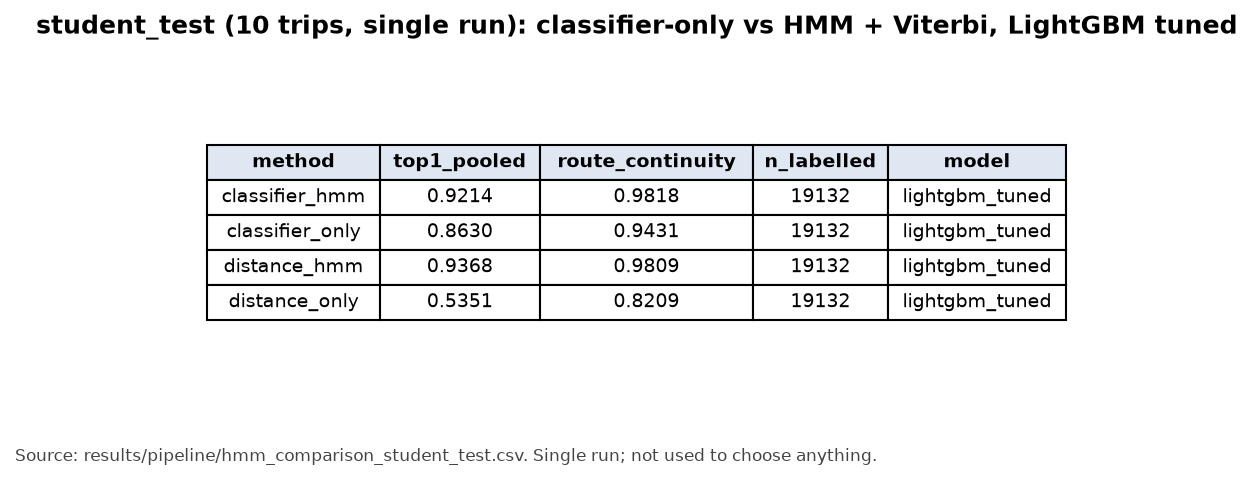 student_test (10 trips, single run): classifier-only vs HMM + Viterbi, LightGBM tuned
method top1_pooled route_continuity n_labelled model
classifier_hmm 0.9214 0.9818 19132 lightgbm_tuned
classifier_only 0.8630 0.9431 19132 lightgbm_tuned
distance_hmm 0.9368 0.9809 19132 lightgbm_tuned
distance_only 0.5351 0.8209 19132 lightgbm_tuned
Source: results/pipeline/hmm_comparison_student_test.csv. Single run; not used to choose anything.